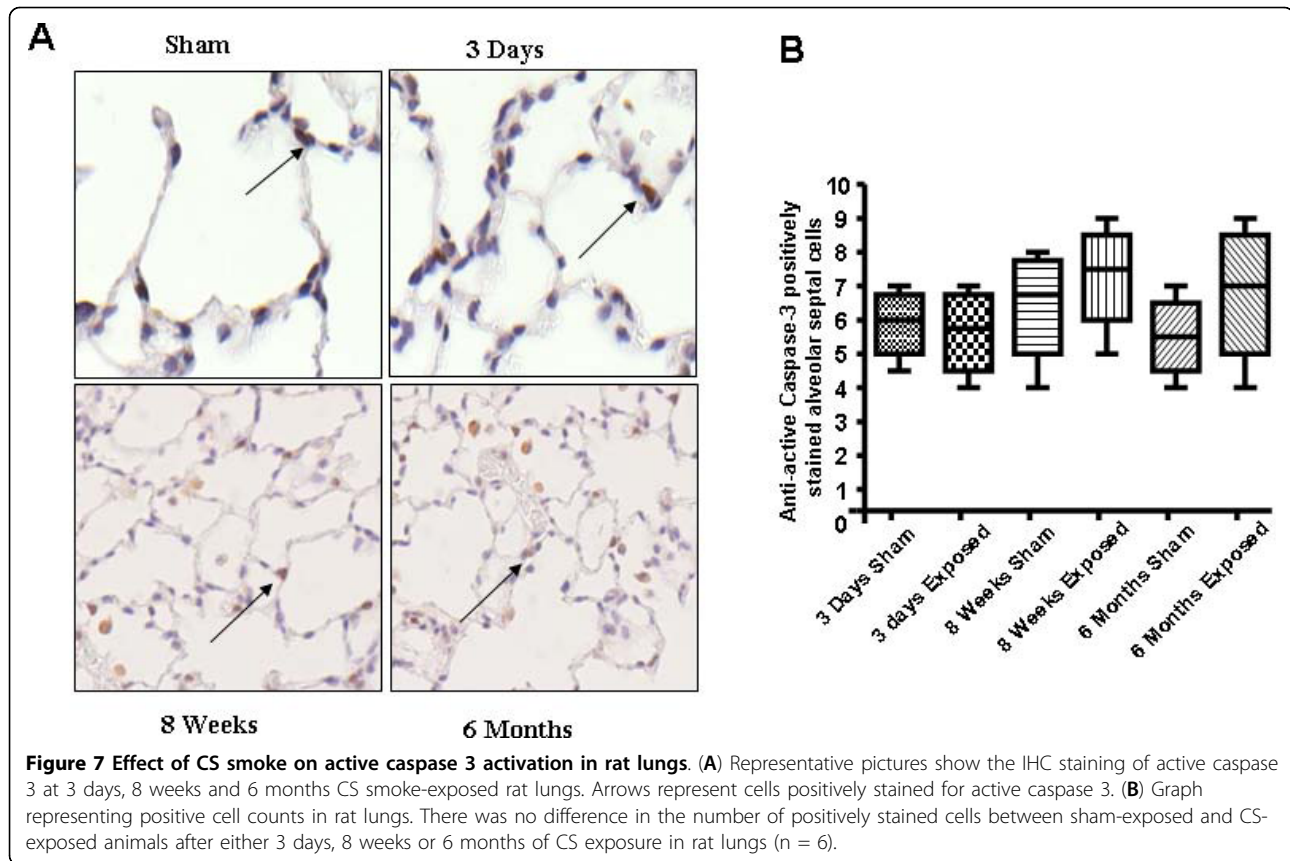 A
Sham
3 Days
8 Weeks
6 Months
B
Anti-active Caspase-3 positively
stained alveolar septal cells
10
9
8
7
6
5
4
3
2
1
0
3 Days Sham
3 days Exposed
8 Weeks Sham
8 Weeks Exposed
6 Months Sham
6 Months Exposed
Figure 7 Effect of CS smoke on active caspase 3 activation in rat lungs. (A) Representative pictures show the IHC staining of active caspase
3 at 3 days, 8 weeks and 6 months CS smoke-exposed rat lungs. Arrows represent cells positively stained for active caspase 3. (B) Graph
representing positive cell counts in rat lungs. There was no difference in the number of positively stained cells between sham-exposed and CS-
exposed animals after either 3 days, 8 weeks or 6 months of CS exposure in rat lungs (n = 6).